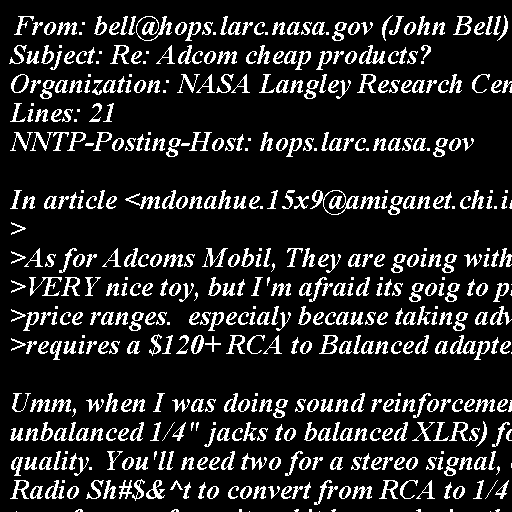 From: bell@hops.larc.nasa.gov (John Bell)
Subject: Re: Adcom cheap products?
Organization: NASA Langley Research Cen
Lines: 21
NNTP-Posting-Host: hops.larc.nasa.gov
In article <mdonahue.15x9@amiganet.chi.il
>
>As for Adcoms Mobil, They are going with
>VERY nice toy, but I'm afraid its goig to p
>price ranges.  especialy because taking adv
>requires a $120+ RCA to Balanced adapte
Umm, when I was doing sound reinforcemen
unbalanced 1/4" jacks to balanced XLRs) fo
quality. You'll need two for a stereo signal,
Radio Sh#$&^t to convert from RCA to 1/4